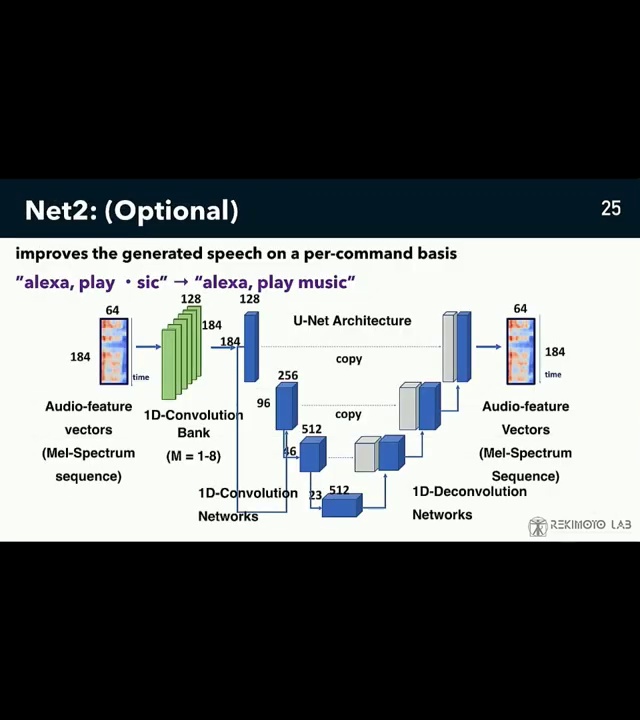 Net2: (Optional)
25
improves the generated speech on a per-command basis
"alexa, play ・sic" → "alexa, play music"
64
128
128
64
184
184
184
184
U-Net Architecture
copy
time
time
Audio-feature
vectors
(Mel-Spectrum
sequence)
1D-Convolution
Bank
(M = 1-8)
256
96
copy
512
46
23
512
1D-Convolution
Networks
1D-Deconvolution
Networks
Audio-feature
Vectors
(Mel-Spectrum
Sequence)
REKIMOTO LAB